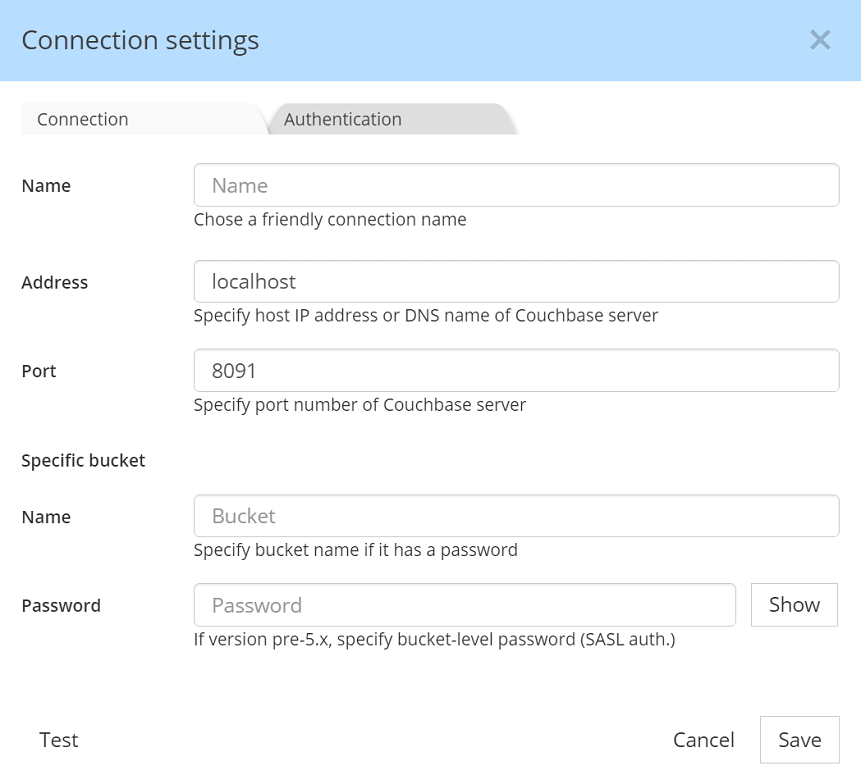 Connection settings
Connection
Authentication
Name
Name
Chose a friendly connection name
Address
localhost
Specify host IP address or DNS name of Couchbase server
Port
8091
Specify port number of Couchbase server
Specific bucket
Name
Bucket
Specify bucket name if it has a password
Password
Password
Show
If version pre-5.x, specify bucket-level password (SASL auth.)
Test
Cancel
Save